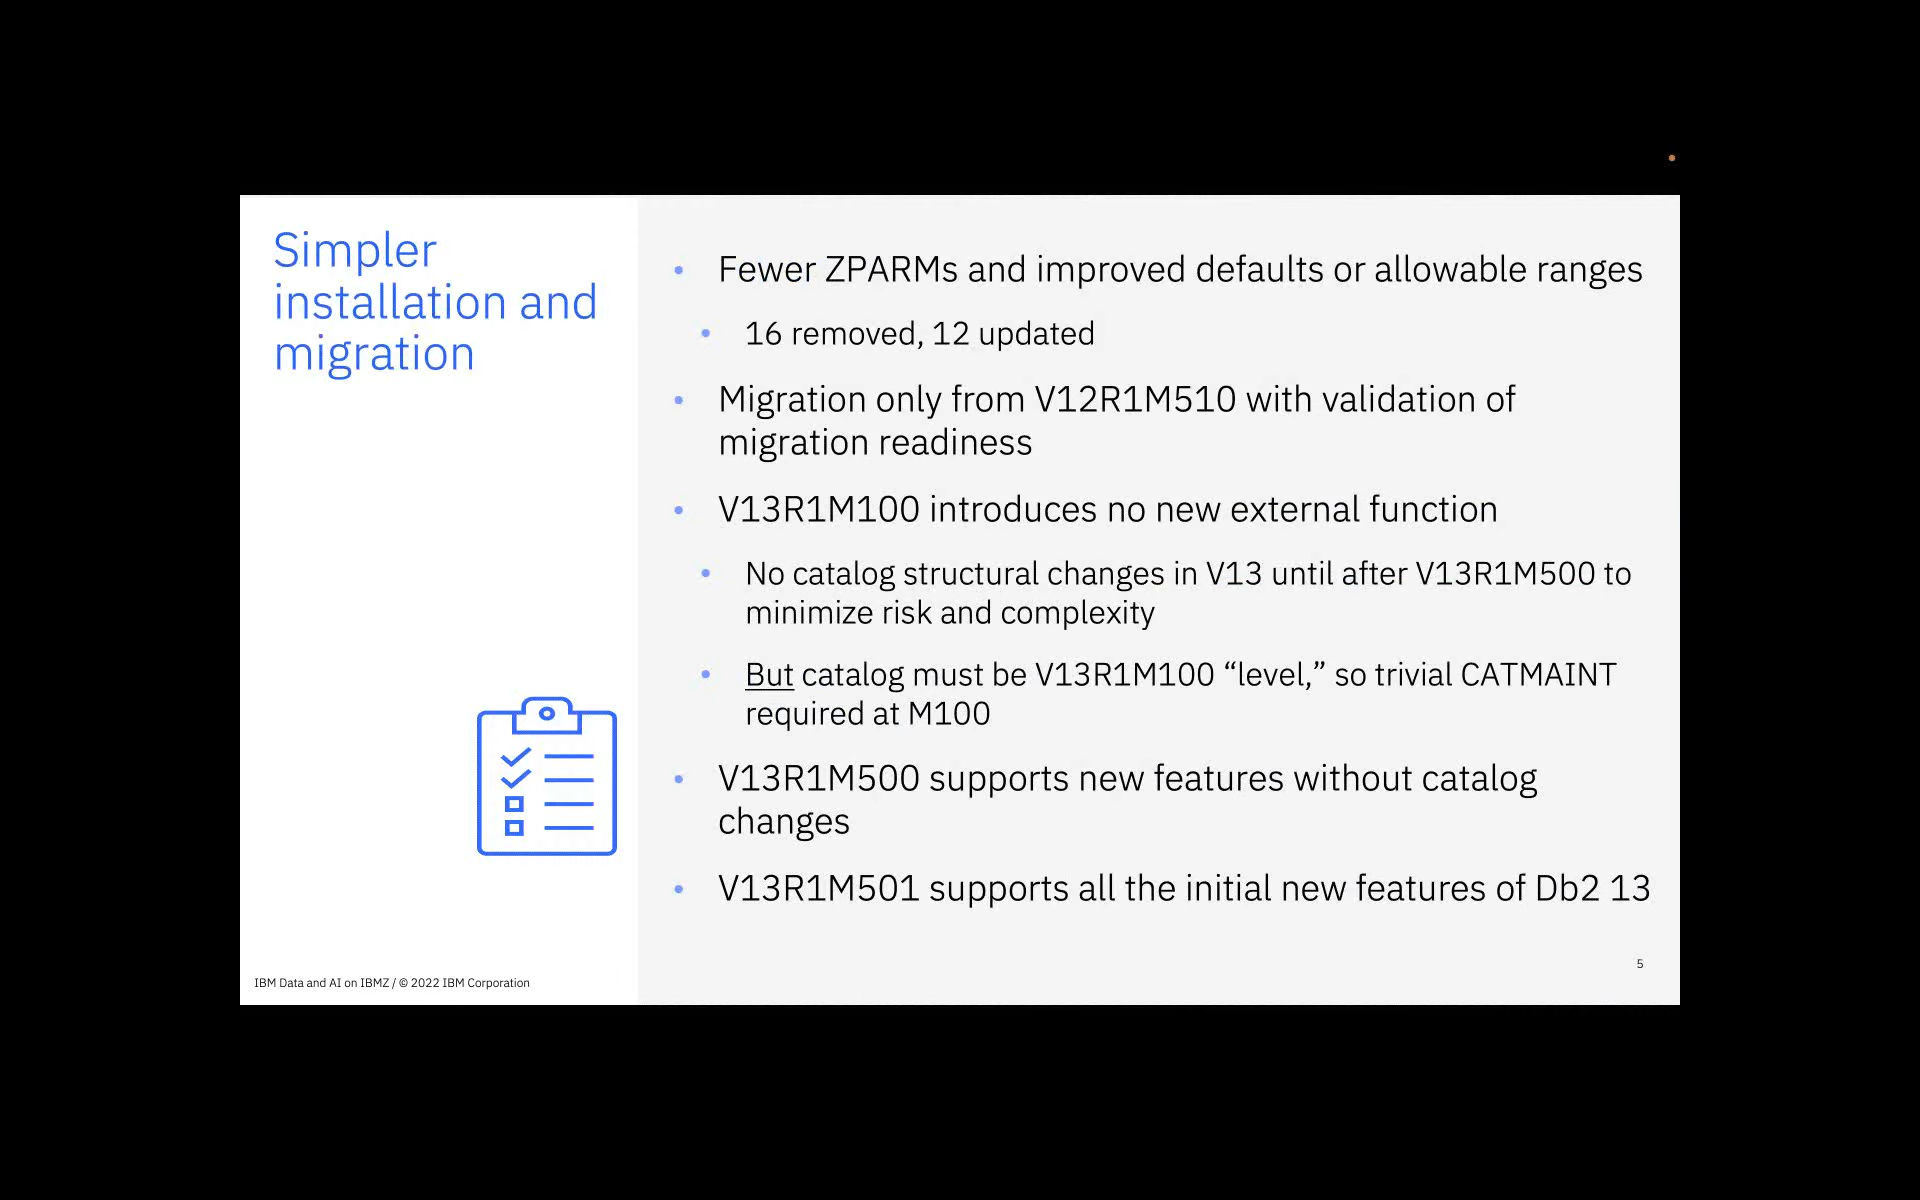 Simpler
installation and
migration
• Fewer ZPARMs and improved defaults or allowable ranges
• 16 removed, 12 updated
• Migration only from V12R1M510 with validation of
migration readiness
• V13R1M100 introduces no new external function
• No catalog structural changes in V13 until after V13R1M500 to
minimize risk and complexity
• But catalog must be V13R1M100 “level,” so trivial CATMAINT
required at M100
• V13R1M500 supports new features without catalog
changes
• V13R1M501 supports all the initial new features of Db2 13
5
IBM Data and AI on IBMZ / © 2022 IBM Corporation